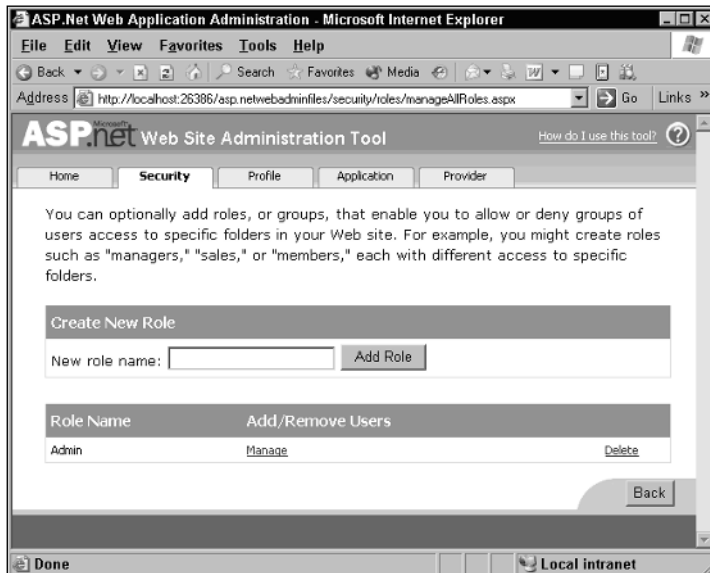 ASP.Net Web Application Administration - Microsoft Internet Explorer
File Edit View Favorites Tools Help
Back Search Favorites Media
Address http://localhost:26386/asp.netwebadminfiles/security/roles/manageAllRoles.aspx Go Links »
Microsoft
ASP.net Web Site Administration Tool How do I use this tool? ?
Home Security Profile Application Provider
You can optionally add roles, or groups, that enable you to allow or deny groups of
users access to specific folders in your Web site. For example, you might create roles
such as "managers," "sales," or "members," each with different access to specific
folders.
Create New Role
New role name: Add Role
Role Name Add/Remove Users
Admin Manage Delete
Back
Done Local intranet